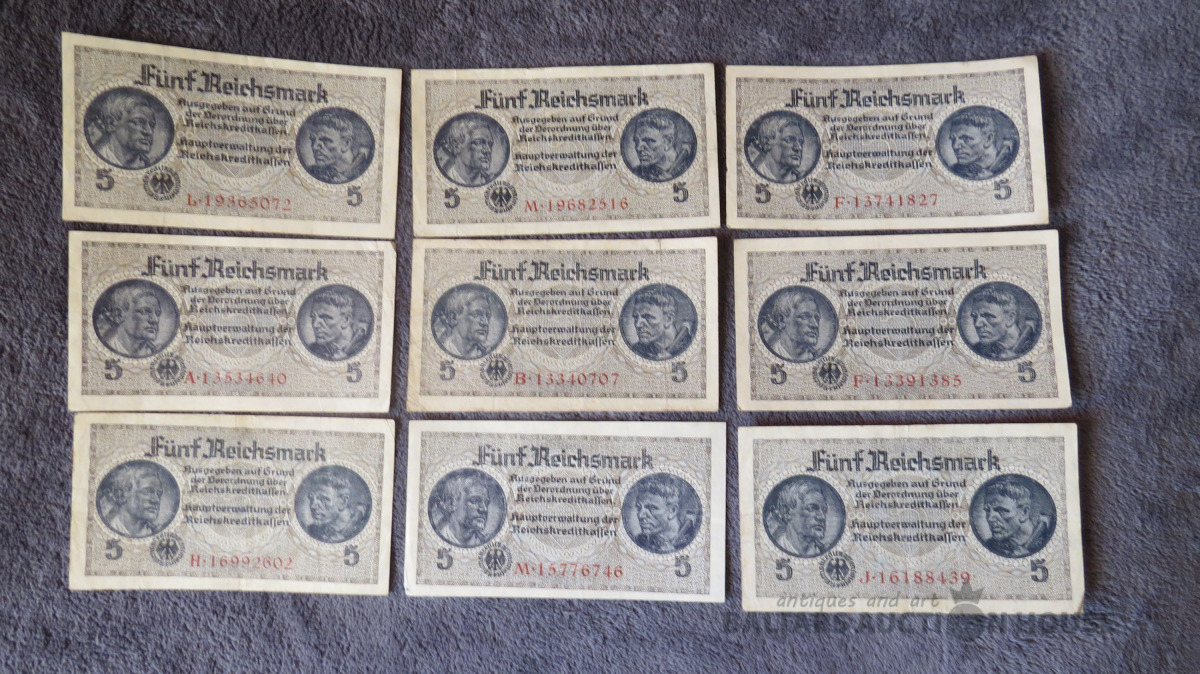 Fünf Reichsmark
Ausgegeben auf Grund
der Verordnung über
Reichskreditkassen
Hauptverwaltung der
Reichskreditkassen
5 5
L·19365072
Fünf Reichsmark
Ausgegeben auf Grund
der Verordnung über
Reichskreditkassen
Hauptverwaltung der
Reichskreditkassen
5 5
M·19682516
Fünf Reichsmark
Ausgegeben auf Grund
der Verordnung über
Reichskreditkassen
Hauptverwaltung der
Reichskreditkassen
5 5
F·13741827
Fünf Reichsmark
Ausgegeben auf Grund
der Verordnung über
Reichskreditkassen
Hauptverwaltung der
Reichskreditkassen
5 5
A·13534640
Fünf Reichsmark
Ausgegeben auf Grund
der Verordnung über
Reichskreditkassen
Hauptverwaltung der
Reichskreditkassen
5 5
B·13340707
Fünf Reichsmark
Ausgegeben auf Grund
der Verordnung über
Reichskreditkassen
Hauptverwaltung der
Reichskreditkassen
5 5
F·13391385
Fünf Reichsmark
Ausgegeben auf Grund
der Verordnung über
Reichskreditkassen
Hauptverwaltung der
Reichskreditkassen
5 5
H·16992602
Fünf Reichsmark
Ausgegeben auf Grund
der Verordnung über
Reichskreditkassen
Hauptverwaltung der
Reichskreditkassen
5 5
M·15776746
Fünf Reichsmark
Ausgegeben auf Grund
der Verordnung über
Reichskreditkassen
Hauptverwaltung der
Reichskreditkassen
5 5
J·16188439
antiques and art